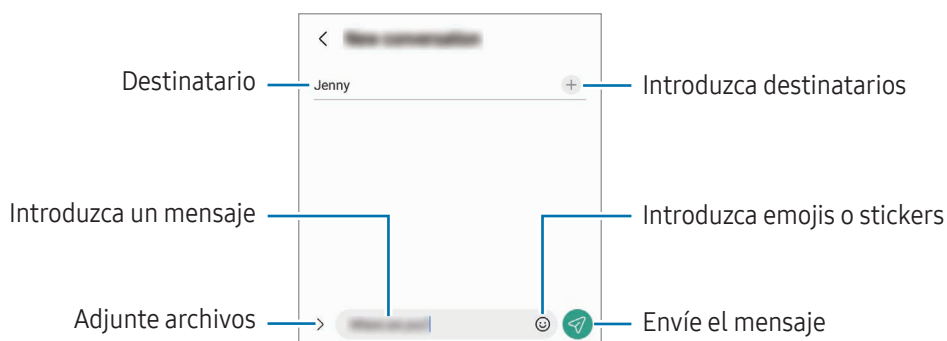 Destinatario
Jenny
Introduzca destinatarios
Introduzca un mensaje
Introduzca emojis o stickers
Adjunte archivos
Envíe el mensaje